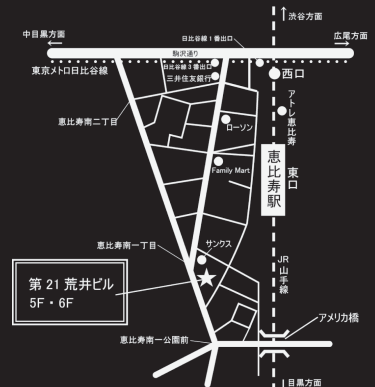 日比谷線1番出口
渋谷方面
中目黒方面
広尾方面
駒沢通り
東京メトロ日比谷線
日比谷線3番出口
三井住友銀行
西口
アトレ恵比寿
恵比寿南二丁目
ローソン
Family Mart
恵比寿駅
東口
恵比寿南一丁目
サンクス
JR山手線
第21荒井ビル
5F・6F
アメリカ橋
恵比寿南一公園前
目黒方面